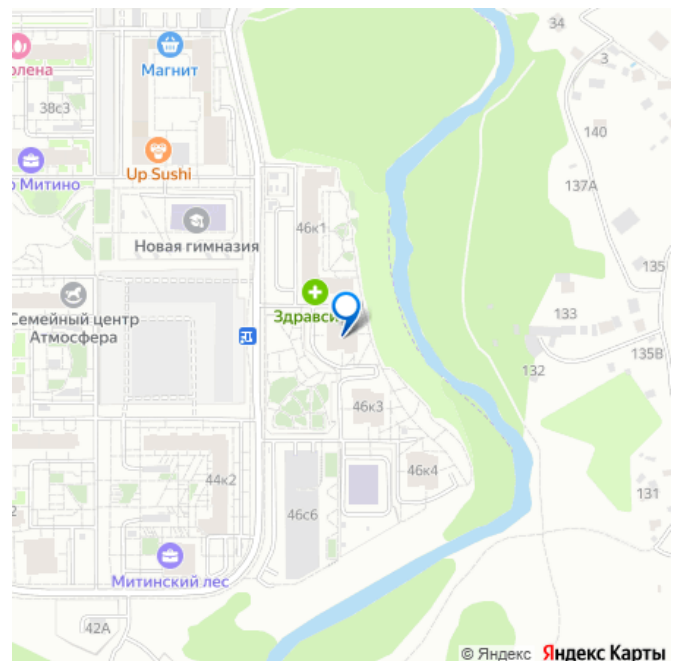 34
3
олена
Магнит
38с3
140
Up Sushi
о Митино
137А
46к1
Новая гимназия
135
Здравси
Семейный центр
Атмосфера
133
135В
132
46к3
46к4
44к2
131
2
46с6
Митинский лес
42А
© Яндекс Яндекс Карты